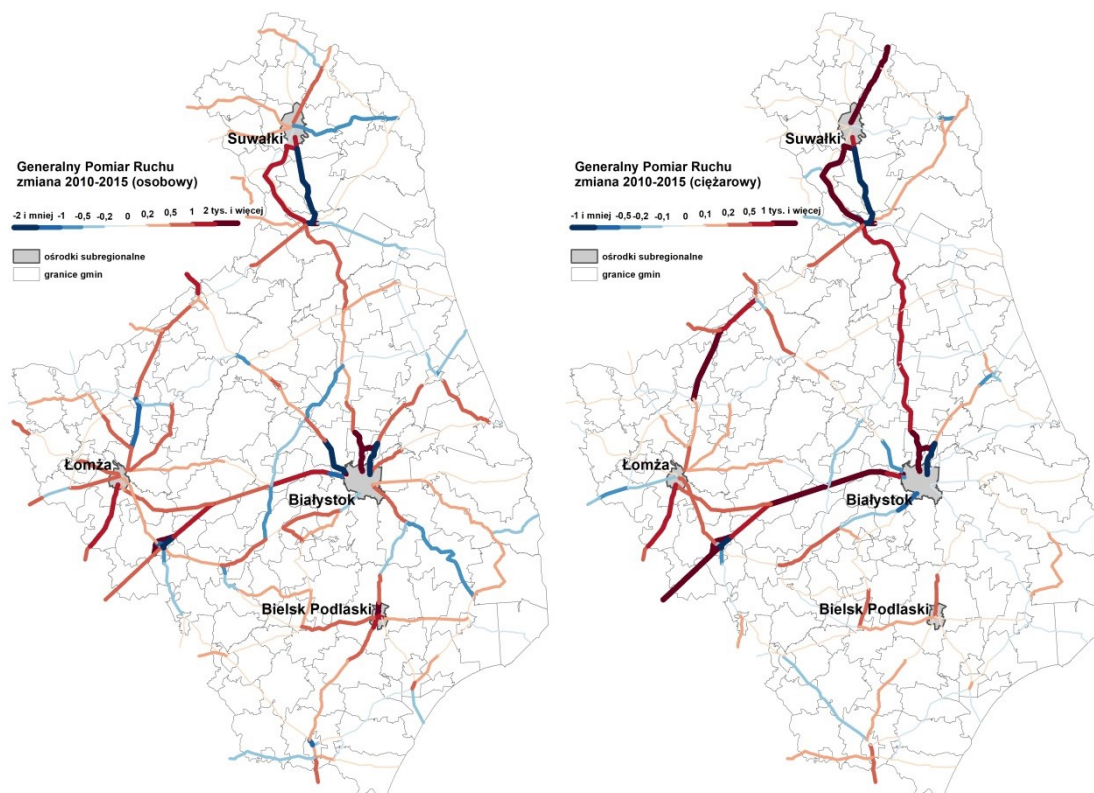 Suwałki
Generalny Pomiar Ruchu
zmiana 2010-2015 (osobowy)
-2 i mniej -1 -0,5 -0,2 0 0,2 0,5 1 2 tys. i więcej
ośrodki subregionalne
granice gmin
Łomża
Białystok
Bielsk Podlaski
Suwałki
Generalny Pomiar Ruchu
zmiana 2010-2015 (ciężarowy)
-1 i mniej -0,5 -0,2 -0,1 0 0,1 0,2 0,5 1 tys. i więcej
ośrodki subregionalne
granice gmin
Łomża
Białystok
Bielsk Podlaski